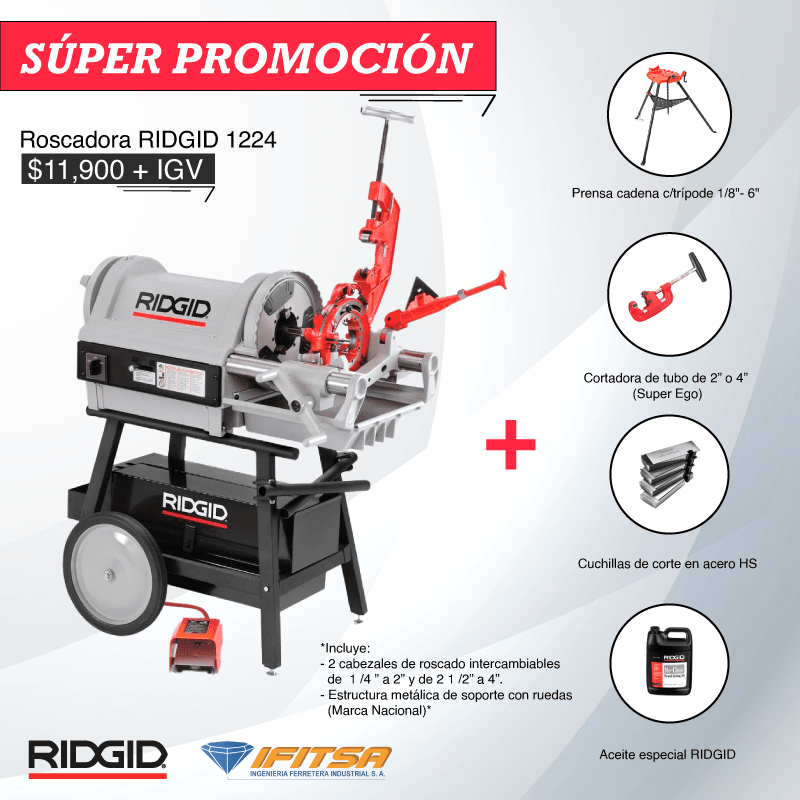 SÚPER PROMOCIÓN
Roscadora RIDGID 1224
$11,900 + IGV
RIDGID
RIDGID
Prensa cadena c/trípode 1/8"- 6"
Cortadora de tubo de 2” o 4”
(Super Ego)
Cuchillas de corte en acero HS
RIDGID
Aceite especial RIDGID
*Incluye:
- 2 cabezales de roscado intercambiables
de 1 /4 ” a 2” y de 2 1 /2” a 4”.
- Estructura metálica de soporte con ruedas
(Marca Nacional)*
RIDGID
IFITSA
INGENIERIA FERRETERA INDUSTRIAL S. A.